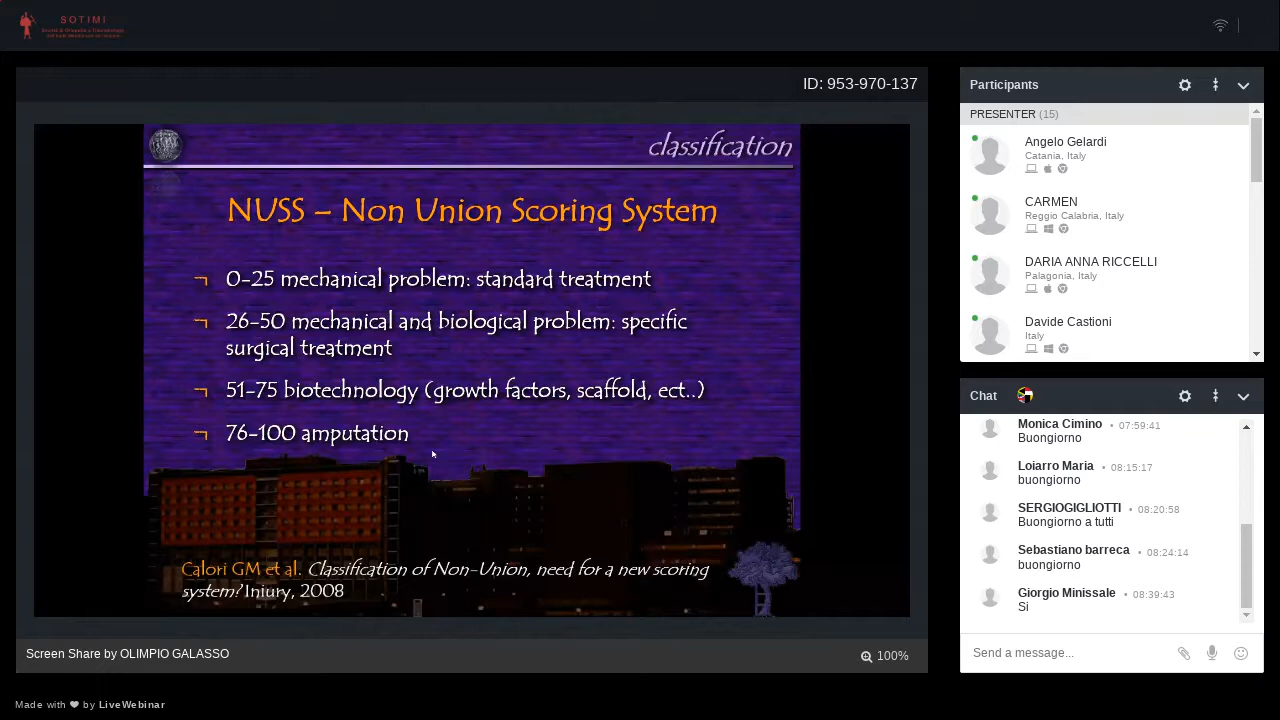 SOTIMI
ID: 953-970-137
classification
NUSS – Non Union Scoring System
0-25 mechanical problem: standard treatment
26-50 mechanical and biological problem: specific
surgical treatment
51-75 biotechnology (growth factors, scaffold, ect..)
76-100 amputation
Calori GM et al. Classification of Non-Union, need for a new scoring
system? Iniury, 2008
Screen Share by OLIMPIO GALASSO
100%
Participants
PRESENTER (15)
Angelo Gelardi
Catania, Italy
CARMEN
Reggio Calabria, Italy
DARIA ANNA RICCELLI
Palagonia, Italy
Davide Castioni
Italy
Chat
Monica Cimino • 07:59:41
Buongiorno
Loiarro Maria • 08:15:17
buongiorno
SERGIOGIGLIOTTI • 08:20:58
Buongiorno a tutti
Sebastiano barreca • 08:24:14
buongiorno
Giorgio Minissale • 08:39:43
Si
Send a message...
Made with by LiveWebinar